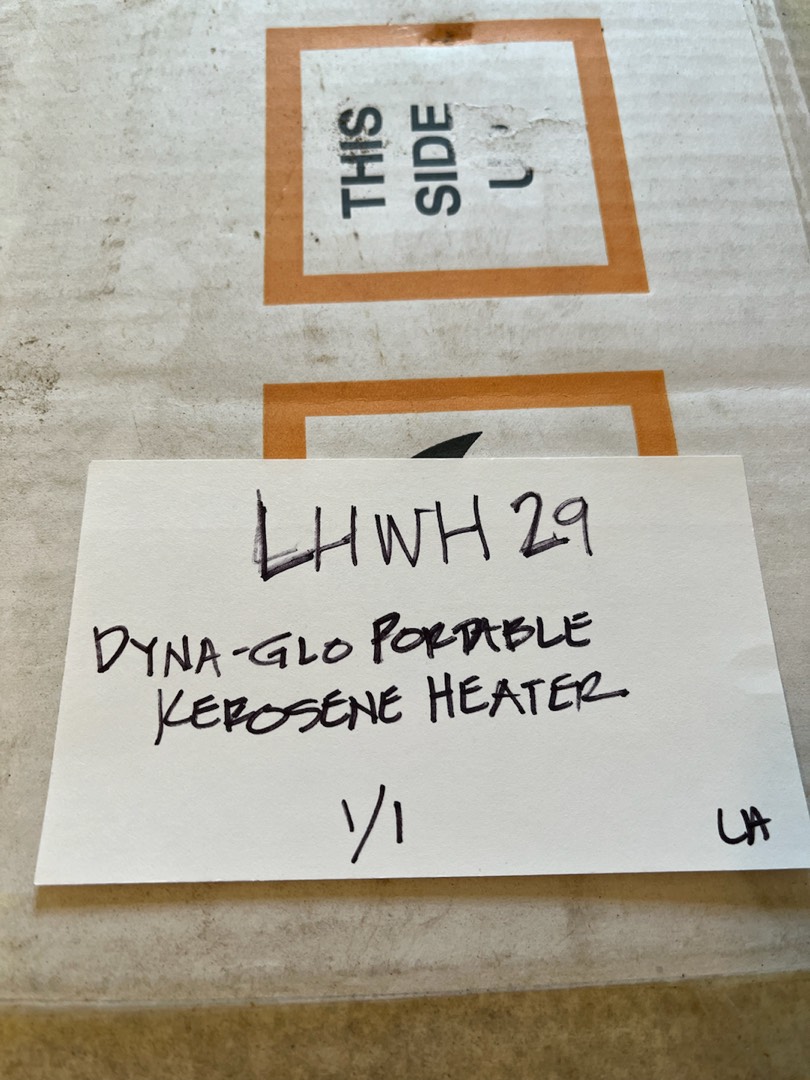 THIS
SIDE
LHWH 29
DYNA-GLO PORTABLE
KEROSENE HEATER
1/1
LA